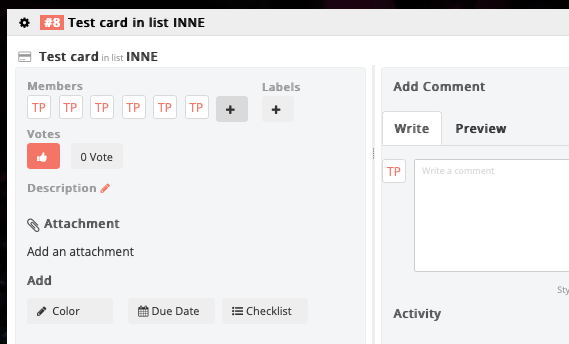 #8 Test card in list INNE
Test card in list INNE
Members
TP TP TP TP TP TP +
Labels
+
Votes
0 Vote
Description
Attachment
Add an attachment
Add
Color
Due Date
Checklist
Add Comment
Write
Preview
TP
Write a comment
Sty
Activity